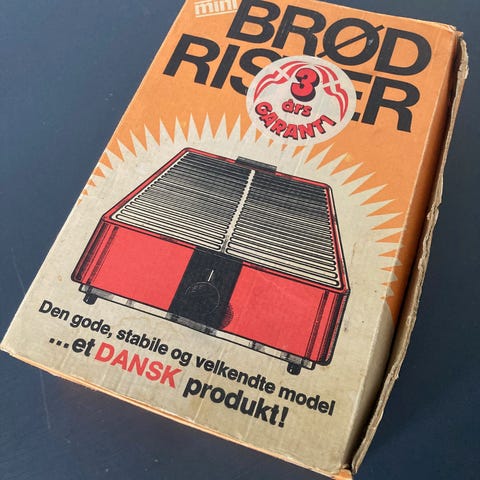 mini
BRØD
RISTER
3
års
GARANTI
Den gode, stabile og velkendte model
...et DANSK produkt!